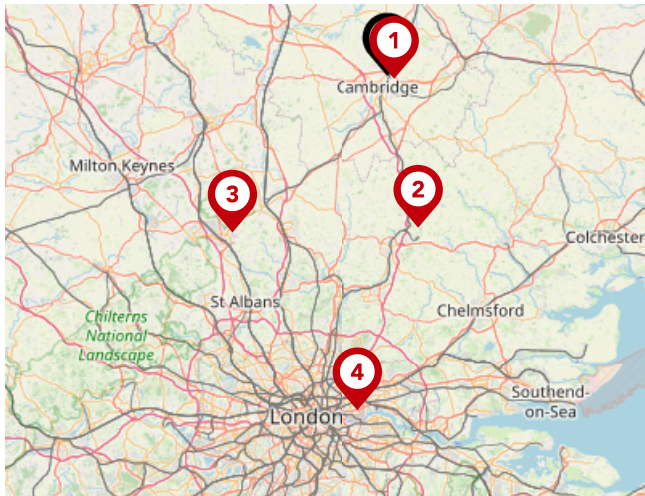 1
Cambridge
Milton Keynes
3
2
Colchester
St Albans
Chelmsford
Chilterns
National
Landscape
4
Southend-
on-Sea
London